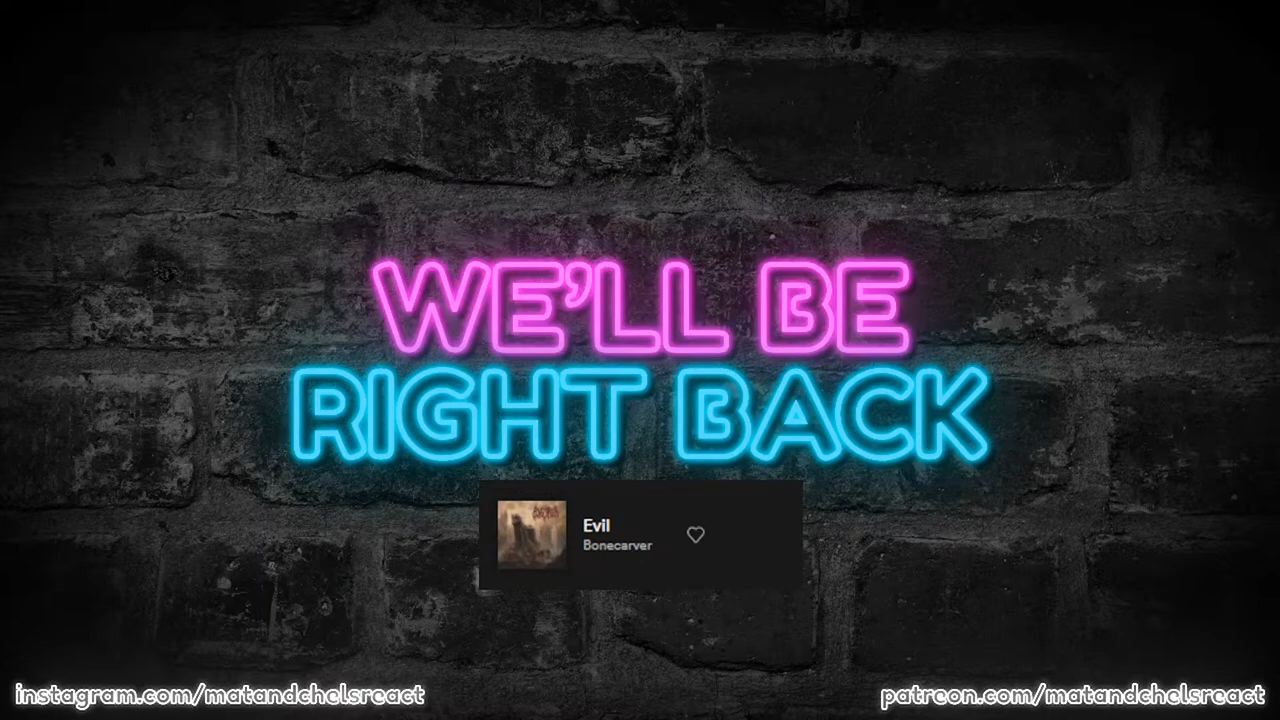 WE'LL BE
RIGHT BACK
Evil
Bonecarver
instagram.com/matandchelsreact
patreon.com/matandchelsreact